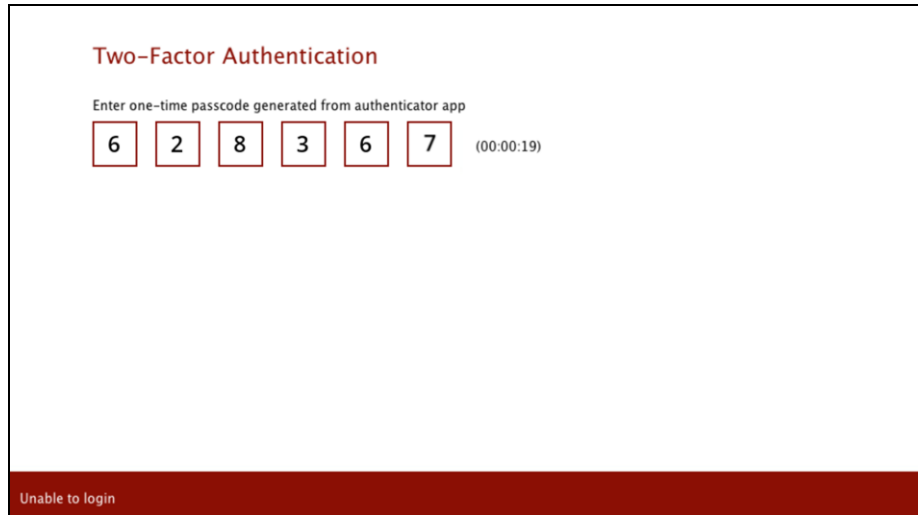 Two-Factor Authentication
Enter one-time passcode generated from authenticator app
6 2 8 3 6 7 (00:00:19)
Unable to login